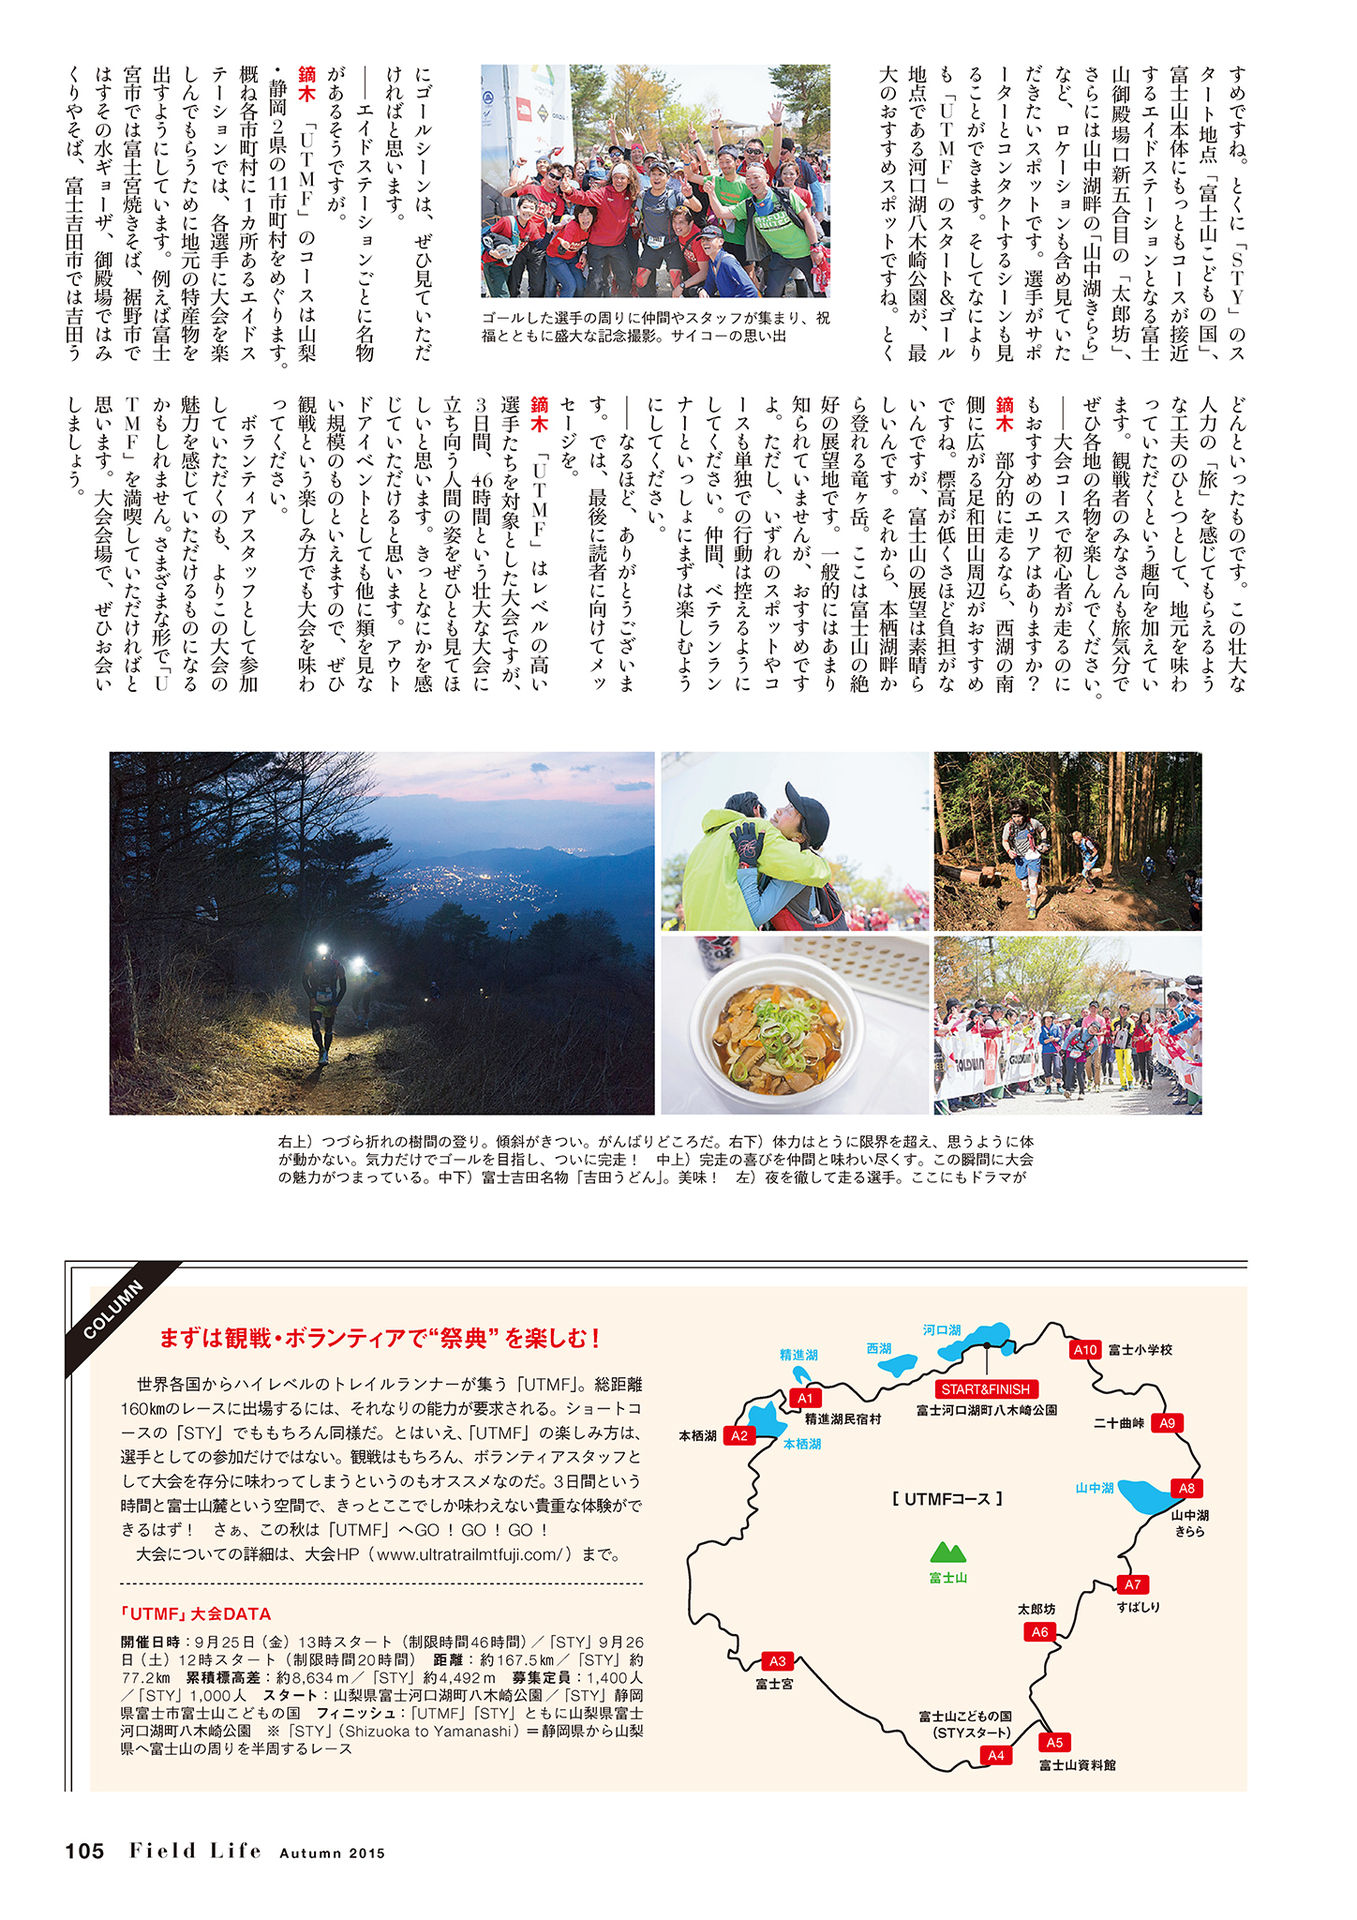 すめですね。とくに「STY」のス
タート地点「富士山こどもの国」、
富士山本体にもっともコースが接近
するエイドステーションとなる富士
山御殿場口新五合目の「太郎坊」、
さらには山中湖畔の「山中湖きらら」
など、ロケーションも含め見ていた
だきたいスポットです。選手がサポ
ーターとコンタクトするシーンも見
ることができます。そしてなにより
も「UTMF」のスタート&ゴール
地点である河口湖八木崎公園が、最
大のおすすめスポットですね。とく
ゴールした選手の周りに仲間やスタッフが集まり、祝
福とともに盛大な記念撮影。サイコーの思い出
にゴールシーンは、ぜひ見ていただ
ければと思います。
――エイドステーションごとに名物
があるそうですが。
鏑木 「UTMF」のコースは山梨
・静岡2県の11市町村をめぐります。
概ね各市町村に1カ所あるエイドス
テーションでは、各選手に大会を楽
しんでもらうために地元の特産物を
出すようにしています。例えば富士
宮市では富士宮焼きそば、裾野市で
はすその水ギョーザ、御殿場ではみ
くりやそば、富士吉田市では吉田う
どんといったものです。この壮大な
人力の「旅」を感じてもらえるよう
な工夫のひとつとして、地元を味わ
っていただくという趣向を加えてい
ます。観戦者のみなさんも旅気分で
ぜひ各地の名物を楽しんでください。
――大会コースで初心者が走るのに
もおすすめのエリアはありますか?
鏑木 部分的に走るなら、西湖の南
側に広がる足和田山周辺がおすすめ
ですね。標高が低くさほど負担がな
いんですが、富士山の展望は素晴ら
しいんです。それから、本栖湖畔か
ら登れる竜ヶ岳。ここは富士山の絶
好の展望地です。一般的にはあまり
知られていませんが、おすすめです
よ。ただし、いずれのスポットやコ
ースも単独での行動は控えるように
してください。仲間、ベテランラン
ナーといっしょにまずは楽しむよう
にしてください。
――なるほど、ありがとうございま
す。では、最後に読者に向けてメッ
セージを。
鏑木 「UTMF」はレベルの高い
選手たちを対象とした大会ですが、
3日間、46時間という壮大な大会に
立ち向う人間の姿をぜひとも見てほ
しいと思います。きっとなにかを感
じていただけると思います。アウト
ドアイベントとしても他に類を見な
い規模のものといえますので、ぜひ
観戦という楽しみ方でも大会を味わ
ってください。
　ボランティアスタッフとして参加
していただくのも、よりこの大会の
魅力を感じていただけるものになる
かもしれません。さまざまな形で「U
TMF」を満喫していただければと
思います。大会会場で、ぜひお会い
しましょう。
右上）つづら折れの樹間の登り。傾斜がきつい。がんばりどころだ。右下）体力はとうに限界を超え、思うように体
が動かない。気力だけでゴールを目指し、ついに完走！　中上）完走の喜びを仲間と味わい尽くす。この瞬間に大会
の魅力がつまっている。中下）富士吉田名物「吉田うどん」。美味！　左）夜を徹して走る選手。ここにもドラマが
COLUMN
まずは観戦・ボランティアで“祭典”を楽しむ！
　世界各国からハイレベルのトレイルランナーが集う「UTMF」。総距離
160kmのレースに出場するには、それなりの能力が要求される。ショートコ
ースの「STY」でももちろん同様だ。とはいえ、「UTMF」の楽しみ方は、
選手としての参加だけではない。観戦はもちろん、ボランティアスタッフと
して大会を存分に味わってしまうというのもオススメなのだ。3日間という
時間と富士山麓という空間で、きっとここでしか味わえない貴重な体験がで
きるはず！　さぁ、この秋は「UTMF」へGO！GO！GO！
　大会についての詳細は、大会HP（www.ultratrailmtfuji.com/）まで。
「UTMF」大会DATA
開催日時：9月25日（金）13時スタート（制限時間46時間）／「STY」9月26
日（土）12時スタート（制限時間20時間）　距離：約167.5km／「STY」約
77.2km　累積標高差：約8,634m／「STY」約4,492m　募集定員：1,400人
／「STY」1,000人　スタート：山梨県富士河口湖町八木崎公園／「STY」静岡
県富士市富士山こどもの国　フィニッシュ：「UTMF」「STY」ともに山梨県富士
河口湖町八木崎公園　※「STY」（Shizuoka to Yamanashi）＝静岡県から山梨
県へ富士山の周りを半周するレース
河口湖
西湖
精進湖
A10 富士小学校
START&FINISH
富士河口湖町八木崎公園
A1
精進湖民宿村
本栖湖 A2
本栖湖
二十曲峠 A9
山中湖
A8
山中湖
きらら
［UTMFコース］
富士山
A7
すばしり
太郎坊
A6
A3
富士宮
富士山こどもの国
（STYスタート）
A4
A5
富士山資料館
105 Field Life Autumn 2015